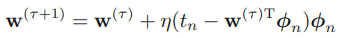 w^{(τ+1)} = w^{(τ)} + η(t_n − w^{(τ)T}ϕ_n)ϕ_n